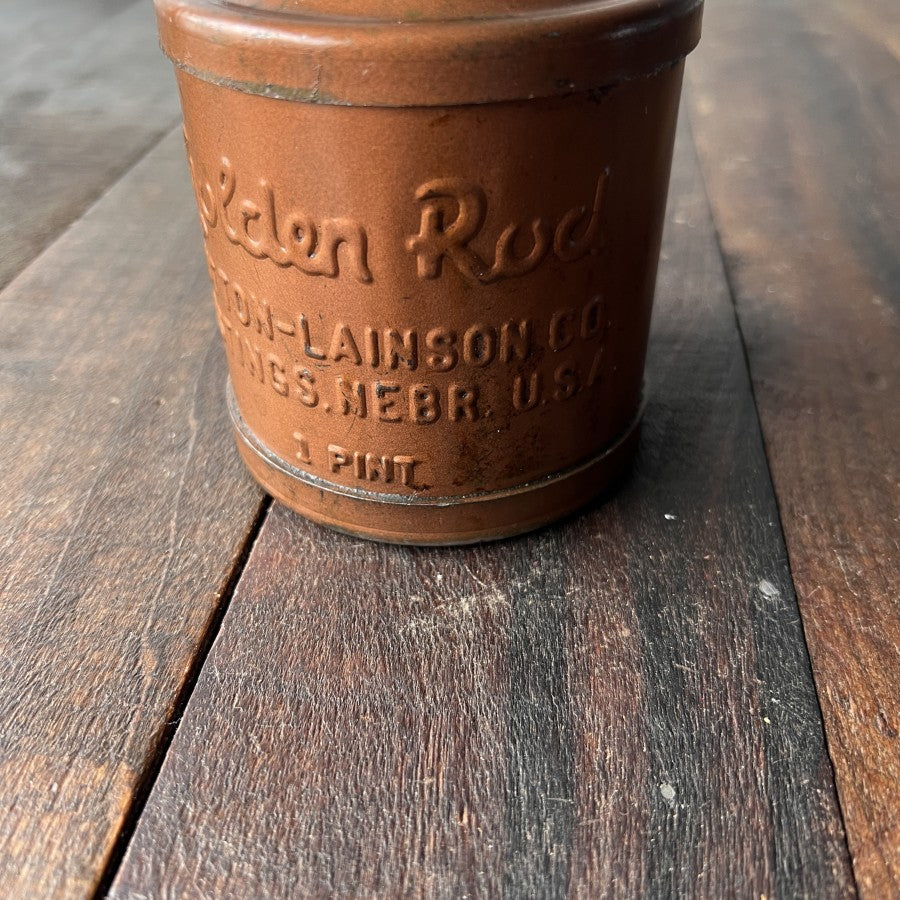 olden Rod
TON-LAINSON CO.
INGS. NEBR. U.S.A.
1 PINT.